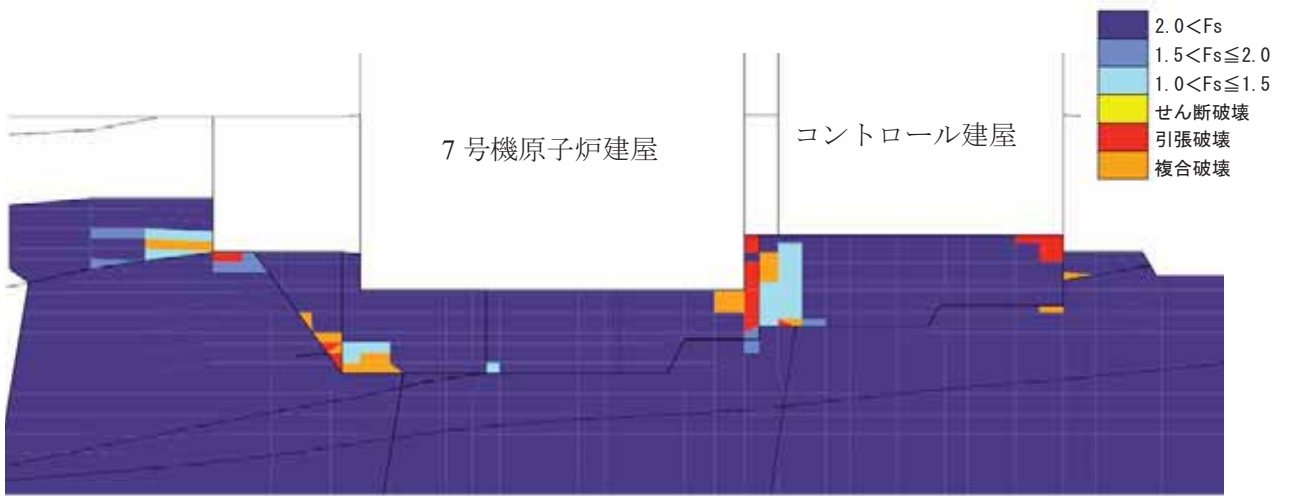 2.0<Fs
1.5<Fs≦2.0
1.0<Fs≦1.5
せん断破壊
引張破壊
複合破壊
7 号機原子炉建屋
コントロール建屋